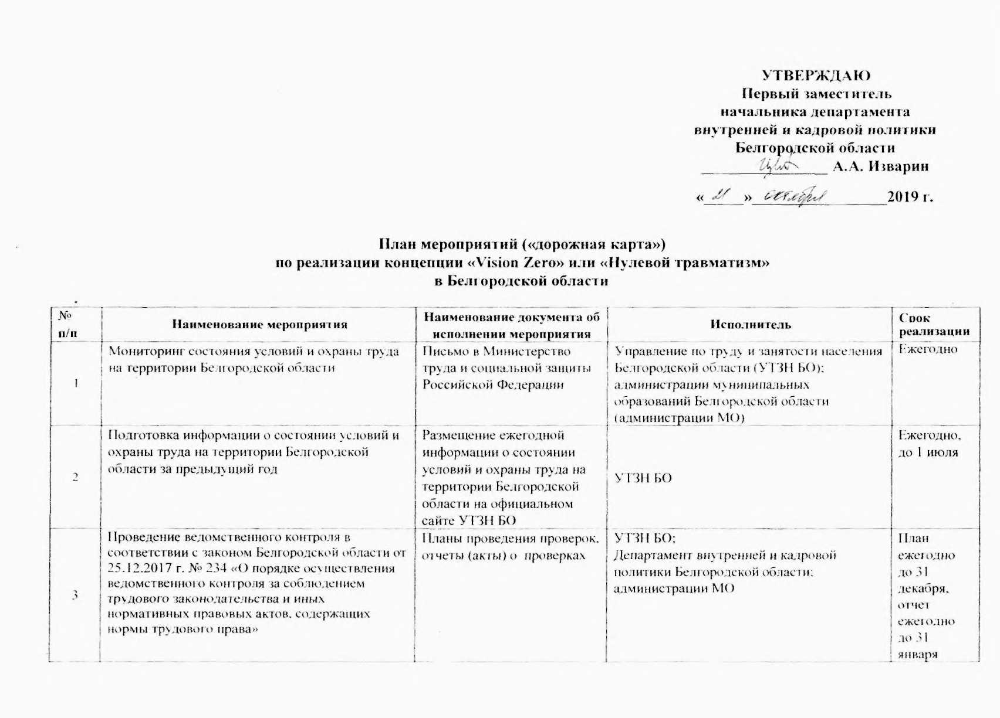 УТВЕРЖДАЮ
Первый заместитель
начальника департамента
внутренней и кадровой политики
Белгородской области
А.А. Изварин
« 21 » октября 2019 г.
План мероприятий («дорожная карта»)
по реализации концепции «Vision Zero» или «Нулевой травматизм»
в Белгородской области
№
п/п
Наименование мероприятия
Наименование документа об
исполнении мероприятия
Исполнитель
Срок
реализации
1
Мониторинг состояния условий и охраны труда
на территории Белгородской области
Письмо в Министерство
труда и социальной защиты
Российской Федерации
Управление по труду и занятости населения
Белгородской области (УТЗН БО);
администрации муниципальных
образований Белгородской области
(администрации МО)
Ежегодно
2
Подготовка информации о состоянии условий и
охраны труда на территории Белгородской
области за предыдущий год
Размещение ежегодной
информации о состоянии
условий и охраны труда на
территории Белгородской
области на официальном
сайте УТЗН БО
УТЗН БО
Ежегодно,
до 1 июля
3
Проведение ведомственного контроля в
соответствии с законом Белгородской области от
25.12.2017 г. № 234 «О порядке осуществления
ведомственного контроля за соблюдением
трудового законодательства и иных
нормативных правовых актов, содержащих
нормы трудового права»
Планы проведения проверок,
отчеты (акты) о проверках
УТЗН БО;
Департамент внутренней и кадровой
политики Белгородской области;
администрации МО
План
ежегодно
до 31
декабря,
отчет
ежегодно
до 31
января